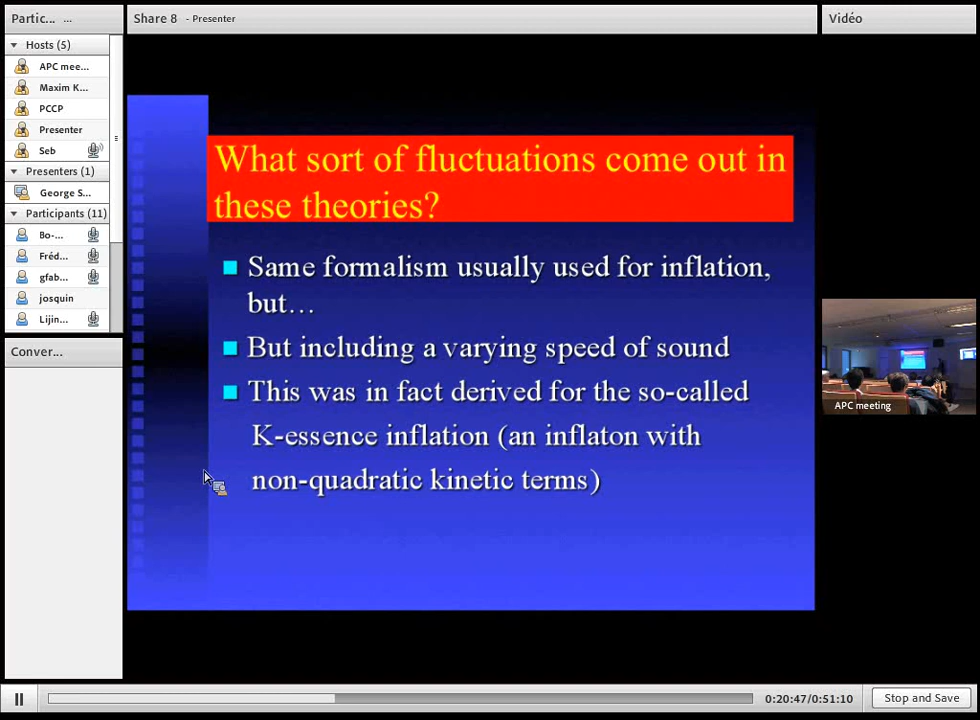 Partic... ...
Share 8 - Presenter
Vidéo
Hosts (5)
APC mee...
Maxim K...
PCCP
Presenter
Seb
Presenters (1)
George S...
Participants (11)
Bo-...
Fréd...
gfab...
josquin
Lijin...
Conver...
What sort of fluctuations come out in
these theories?
Same formalism usually used for inflation,
but...
But including a varying speed of sound
This was in fact derived for the so-called
K-essence inflation (an inflaton with
non-quadratic kinetic terms)
APC meeting
0:20:47/0:51:10
Stop and Save